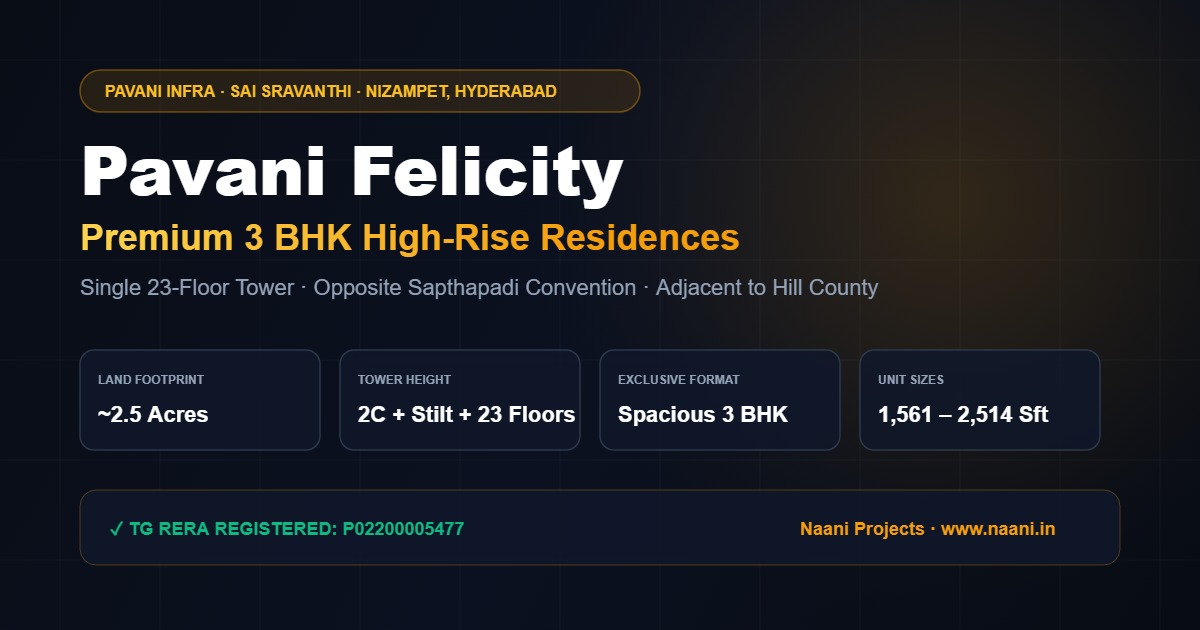 PAVANI INFRA · SAI SRAVANTHI · NIZAMPET, HYDERABAD
Pavani Felicity
Premium 3 BHK High-Rise Residences
Single 23-Floor Tower · Opposite Sapthapadi Convention · Adjacent to Hill County
LAND FOOTPRINT
~2.5 Acres
TOWER HEIGHT
2C + Stilt + 23 Floors
EXCLUSIVE FORMAT
Spacious 3 BHK
UNIT SIZES
1,561 – 2,514 Sft
✓ TG RERA REGISTERED: P02200005477
Naani Projects · www.naani.in